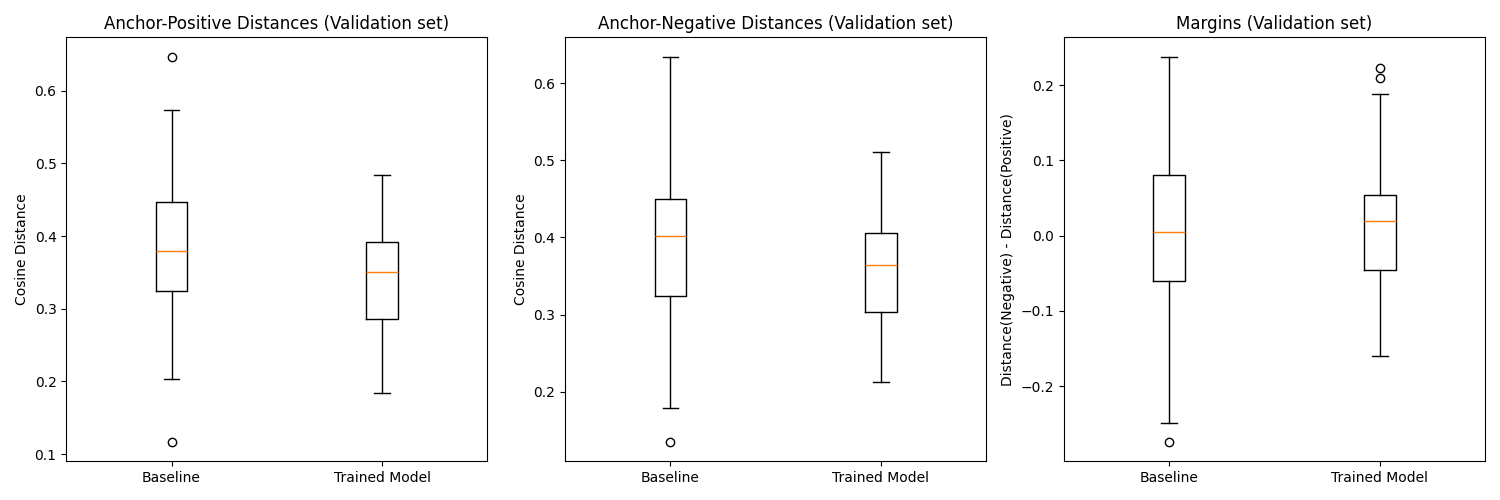 Anchor-Positive Distances (Validation set)
Cosine Distance
0.6
0.5
0.4
0.3
0.2
0.1
Baseline
Trained Model
Anchor-Negative Distances (Validation set)
Cosine Distance
0.6
0.5
0.4
0.3
0.2
Baseline
Trained Model
Margins (Validation set)
Distance(Negative) - Distance(Positive)
0.2
0.1
0.0
−0.1
−0.2
Baseline
Trained Model